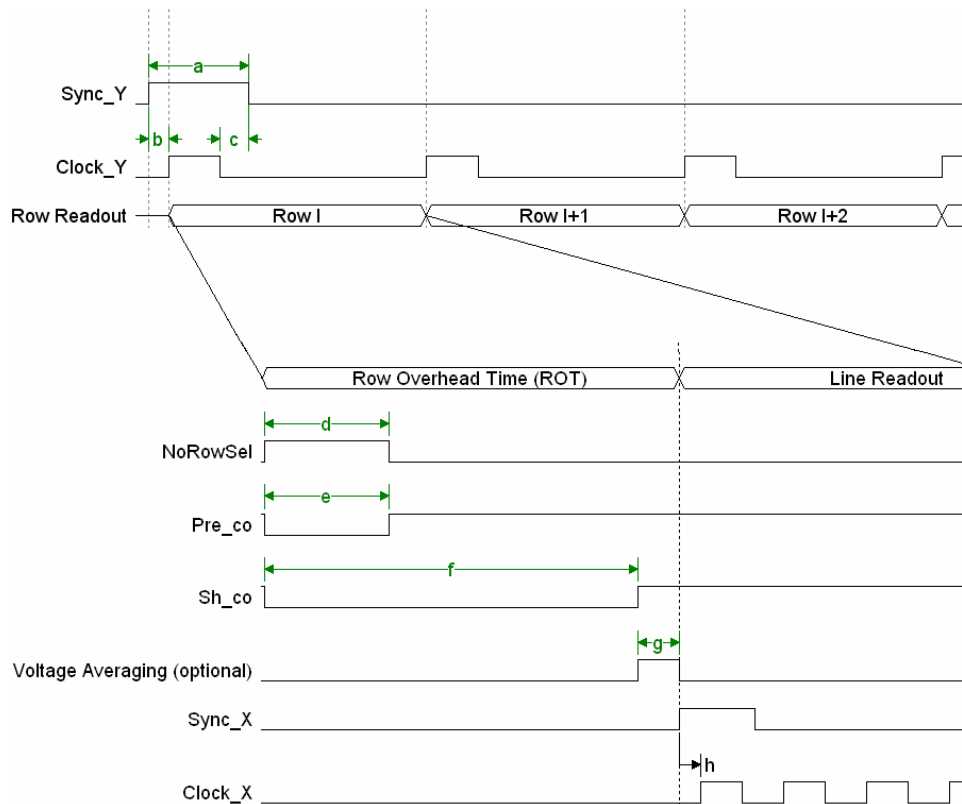 a
Sync_Y
b c
Clock_Y
Row Readout Row I Row I+1 Row I+2
Row Overhead Time (ROT) Line Readout
d
NoRowSel
e
Pre_co
f
Sh_co
g
Voltage Averaging (optional)
Sync_X
h
Clock_X